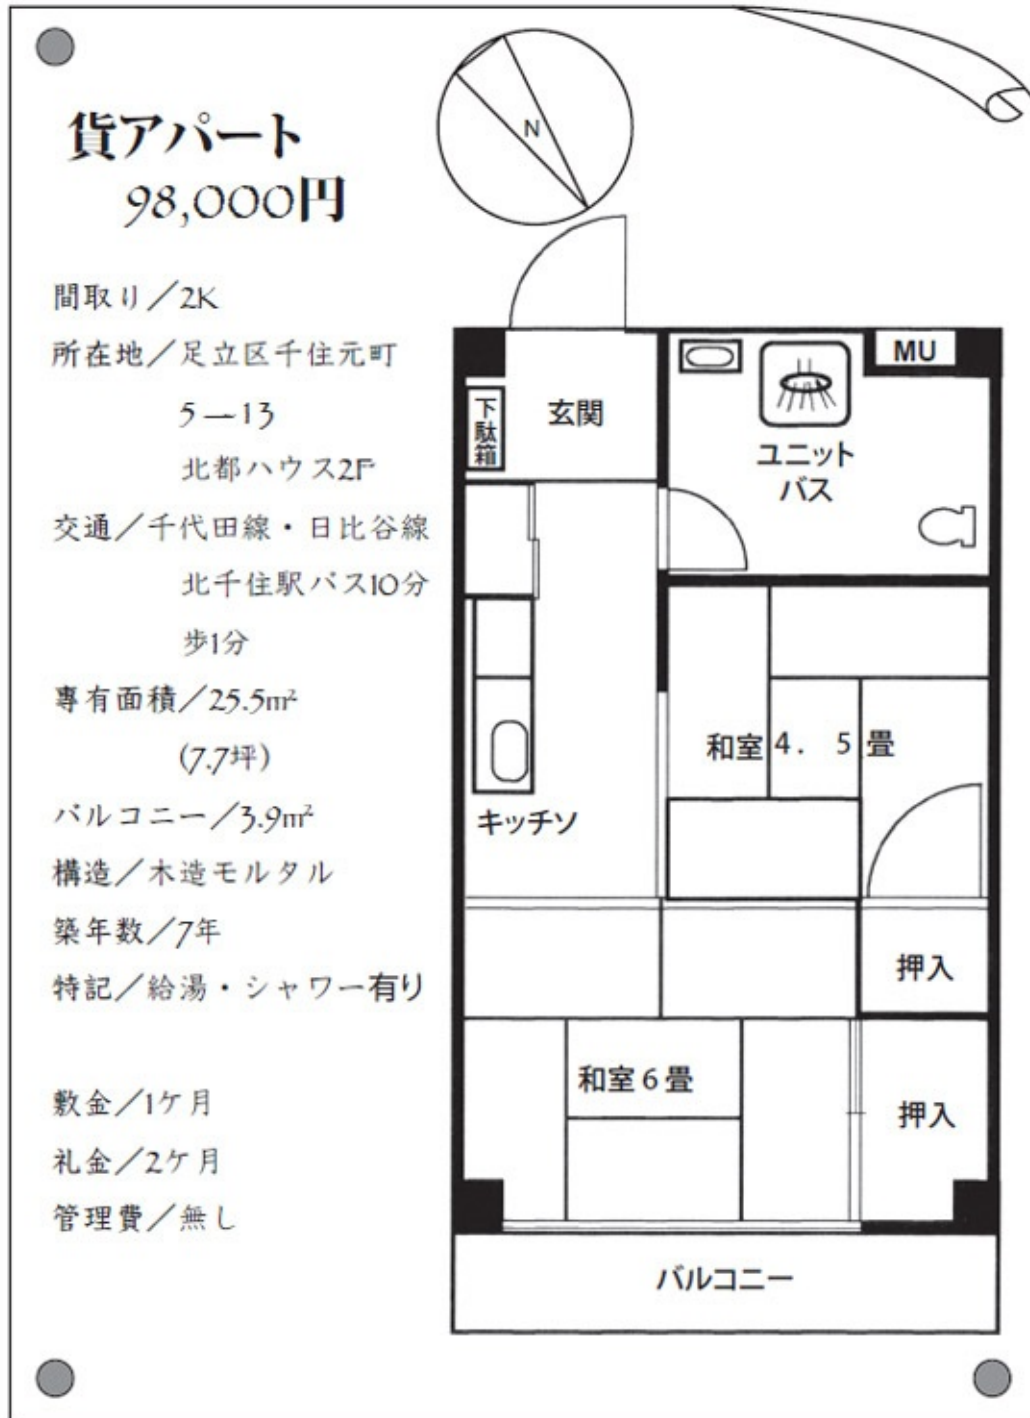 貨アパート
98,000円
間取り／2K
所在地／足立区千住元町
5―13
北都ハウス2F
交通／千代田線・日比谷線
北千住駅バス10分
歩1分
専有面積／25.5m²
(7.7坪)
バルコニー／3.9m²
構造／木造モルタル
築年数／7年
特記／給湯・シャワー有り
敷金／1ケ月
礼金／2ケ月
管理費／無し
N
MU
下駄箱
玄関
ユニット
バス
和室4．5畳
キッチソ
押入
和室6畳
押入
バルコニー